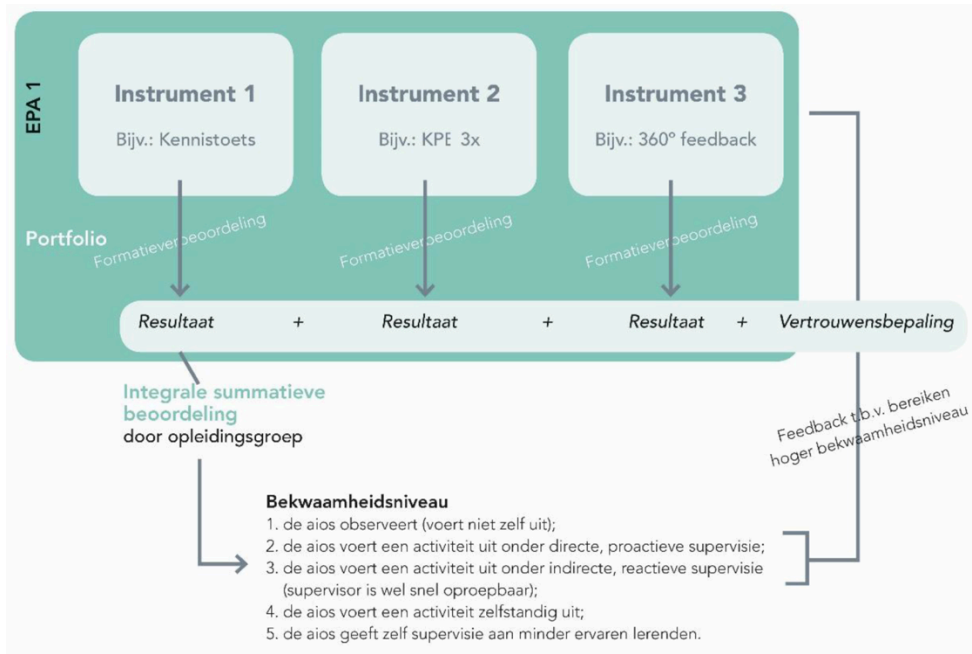 EPA 1
Instrument 1
Bijv.: Kennistoets
Instrument 2
Bijv.: KPE 3x
Instrument 3
Bijv.: 360° feedback
Portfolio
Formatieve beoordeling
Formatieve beoordeling
Formatieve beoordeling
Resultaat + Resultaat + Resultaat + Vertrouwensbepaling
Integrale summatieve
beoordeling
door opleidingsgroep
Feedback t.b.v. bereiken
hoger bekwaamheidsniveau
Bekwaamheidsniveau
1. de aios observeert (voert niet zelf uit);
2. de aios voert een activiteit uit onder directe, proactieve supervisie;
3. de aios voert een activiteit uit onder indirecte, reactieve supervisie
(supervisor is wel snel oproepbaar);
4. de aios voert een activiteit zelfstandig uit;
5. de aios geeft zelf supervisie aan minder ervaren lerenden.